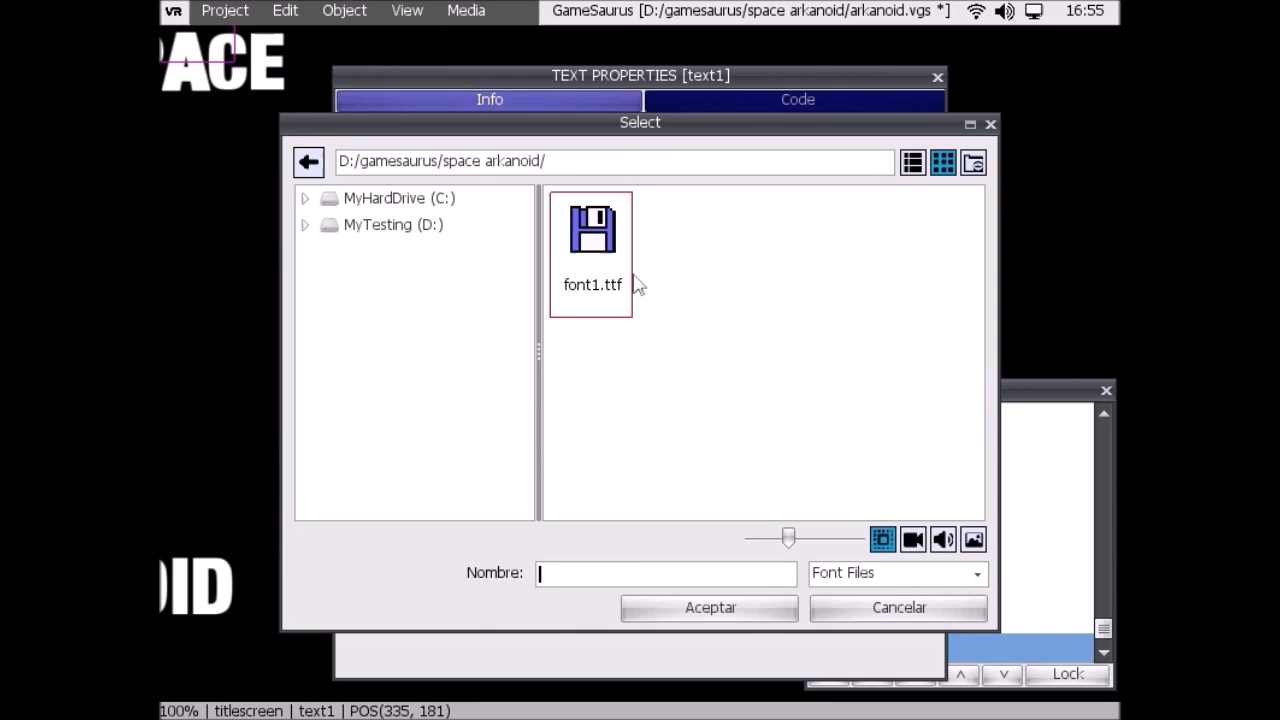 VR Project Edit Object View Media GameSaurus [D:/gamesaurus/space arkanoid/arkanoid.vgs *] 16:55
PACE
TEXT PROPERTIES [text1]
Info Code
Select
D:/gamesaurus/space arkanoid/
MyHardDrive (C:)
MyTesting (D:)
font1.ttf
OID
Nombre: Font Files
Aceptar Cancelar
Lock
100% | titlescreen | text1 | POS(335, 181)